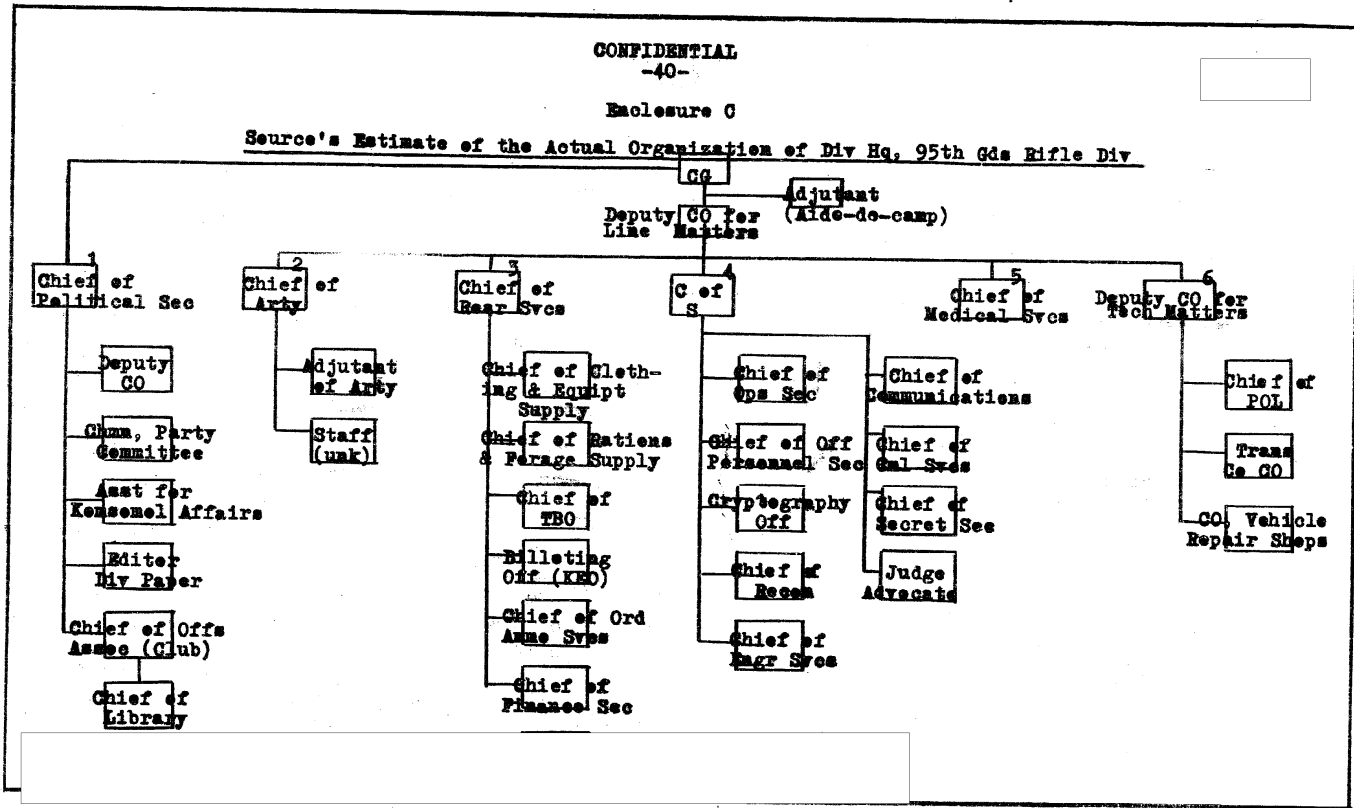 CONFIDENTIAL
-40-
Enclosure C
Source's Estimate of the Actual Organization of Div Hq, 95th Gds Rifle Div
CG
Adjutant
(Aide-de-camp)
Deputy CO for
Line Matters
1
Chief of
Political Sec
2
Chief of
Arty
3
Chief of
Rear Svcs
4
C of
S
5
Chief of
Medical Svcs
6
Deputy CO for
Tech Matters
Deputy
CO
Chmn, Party
Committee
Asst for
Komsomol Affairs
Editor
Div Paper
Chief of Offs
Assoc (Club)
Chief of
Library
Adjutant
of Arty
Staff
(unk)
Chief of Cloth-
ing & Equipt
Supply
Chief of Rations
& Forage Supply
Chief of
TBO
Billeting
Off (KEO)
Chief of Ord
Ammo Svcs
Chief of
Finance Sec
Chief of
Ops Sec
Chief of Off
Personnel Sec
Cryptography
Off
Chief of
Recon
Chief of
Engr Svcs
Chief of
Communications
Chief of
Cml Svcs
Chief of
Secret Sec
Judge
Advocate
Chief of
POL
Trans
Co CO
CO, Vehicle
Repair Shops